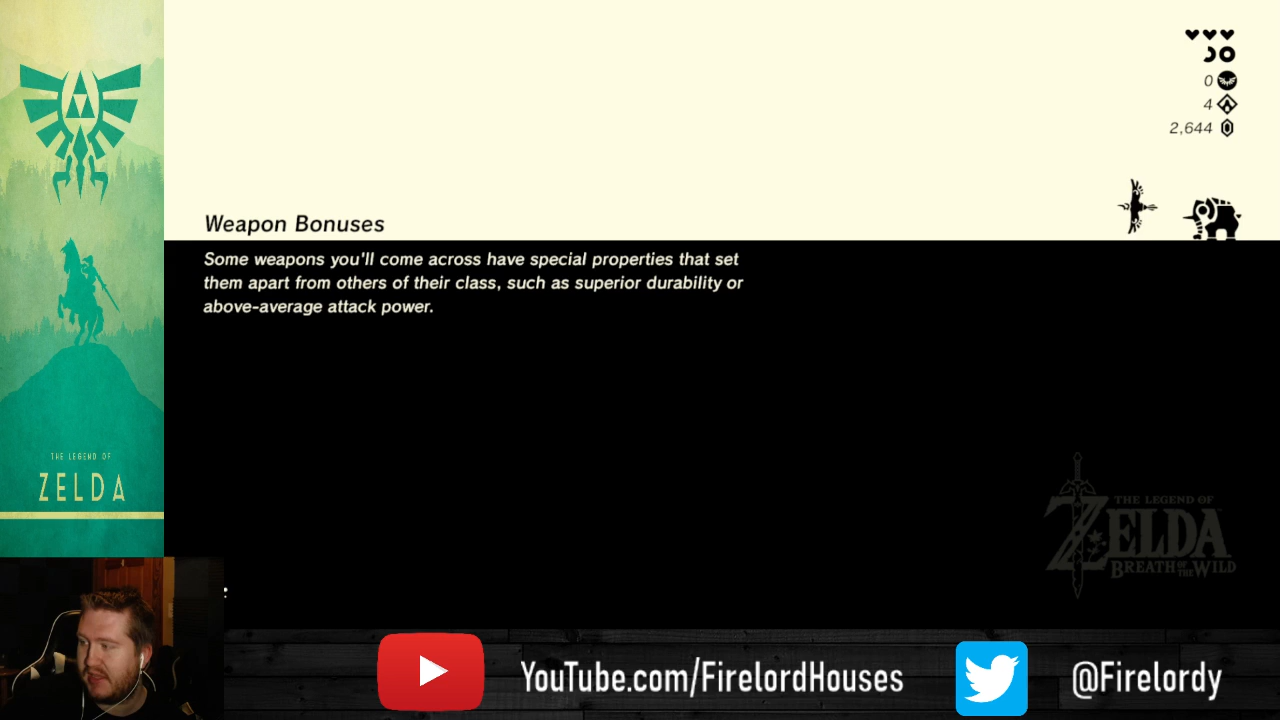 0
4
2,644
Weapon Bonuses
Some weapons you'll come across have special properties that set
them apart from others of their class, such as superior durability or
above-average attack power.
THE LEGEND OF
ZELDA
THE LEGEND OF
ZELDA
BREATH OF THE WILD
YouTube.com/FirelordHouses
@Firelordy